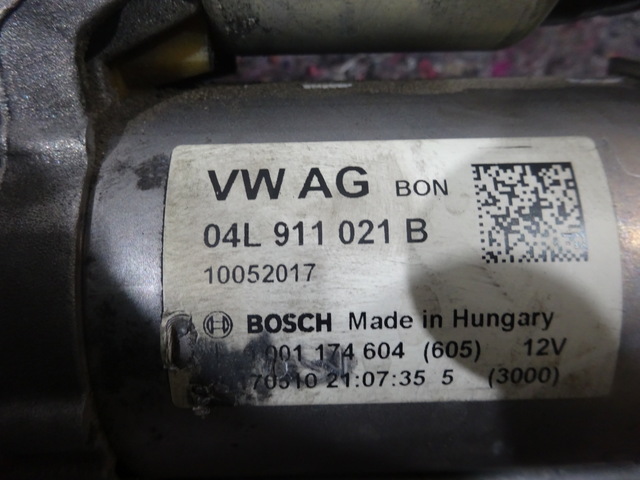 VW AG BON
04L 911 021 B
10052017
BOSCH Made in Hungary
001 174 604 (605) 12V
70510 21:07:35 5 (3000)